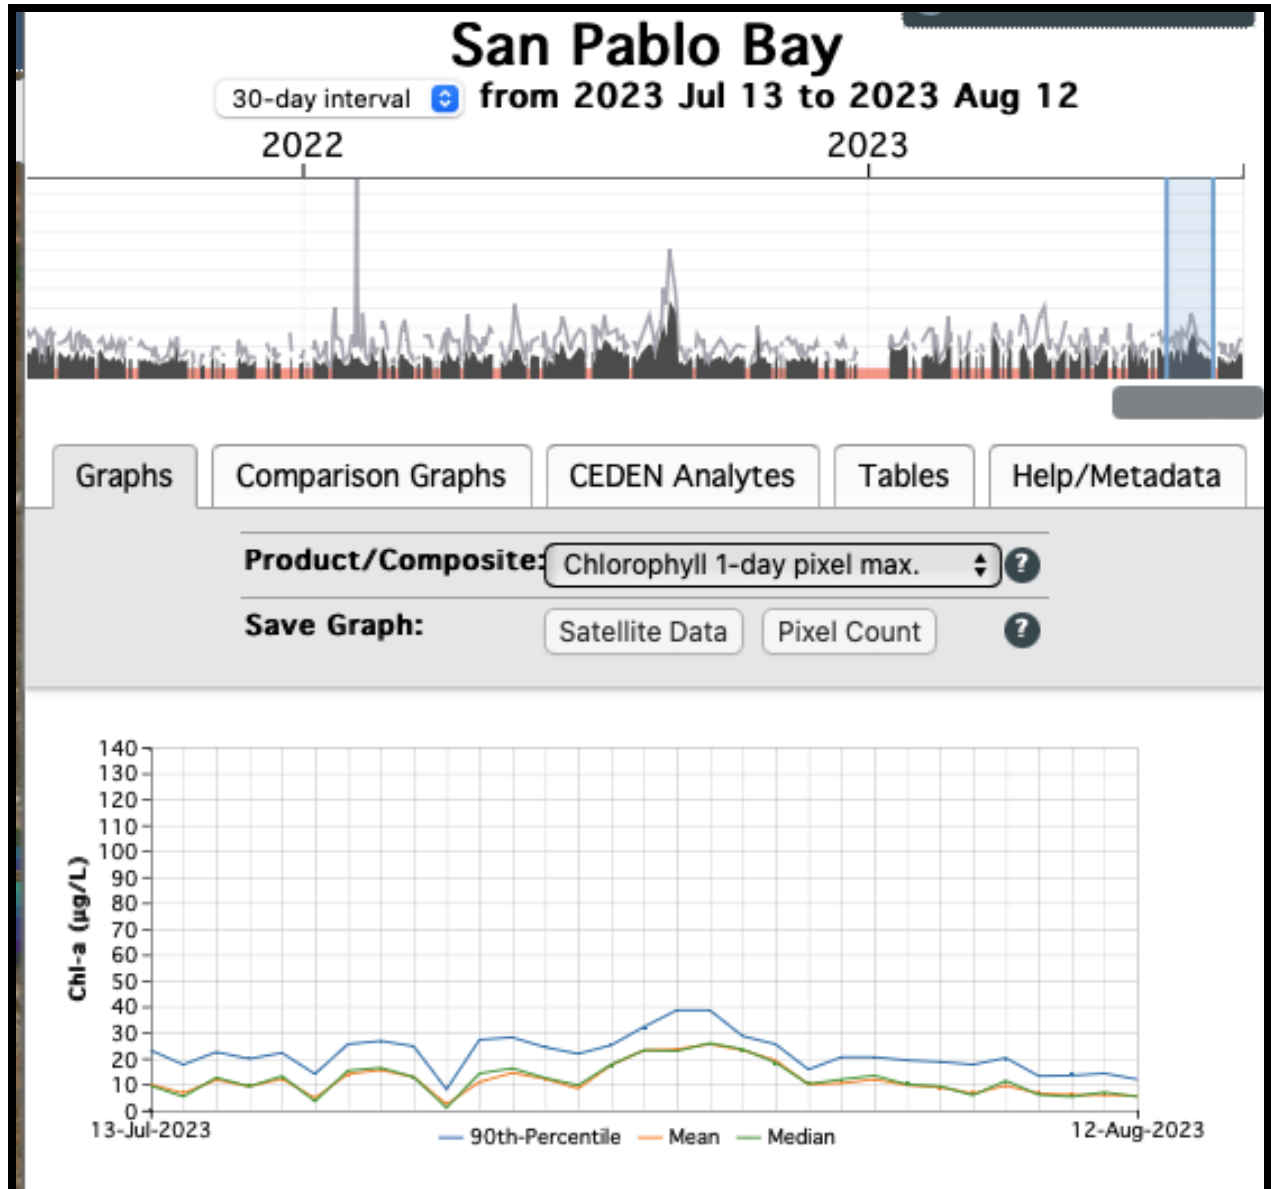 San Pablo Bay
30-day interval from 2023 Jul 13 to 2023 Aug 12
2022 2023
Graphs Comparison Graphs CEDEN Analytes Tables Help/Metadata
Product/Composite: Chlorophyll 1-day pixel max. ?
Save Graph: Satellite Data Pixel Count ?
140
130
120
110
100
90
80
70
60
50
40
30
20
10
0
Chl-a (µg/L)
13-Jul-2023 12-Aug-2023
90th-Percentile Mean Median